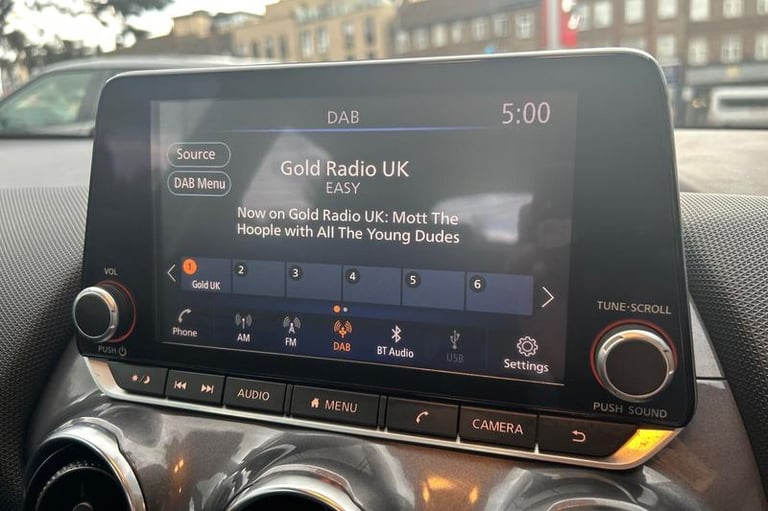 DAB
5:00
Source
DAB Menu
Gold Radio UK
EASY
Now on Gold Radio UK: Mott The
Hoople with All The Young Dudes
1
Gold UK
2
3
4
5
6
Phone
AM
FM
DAB
BT Audio
USB
Settings
VOL
PUSH
TUNE·SCROLL
PUSH SOUND
AUDIO
MENU
CAMERA